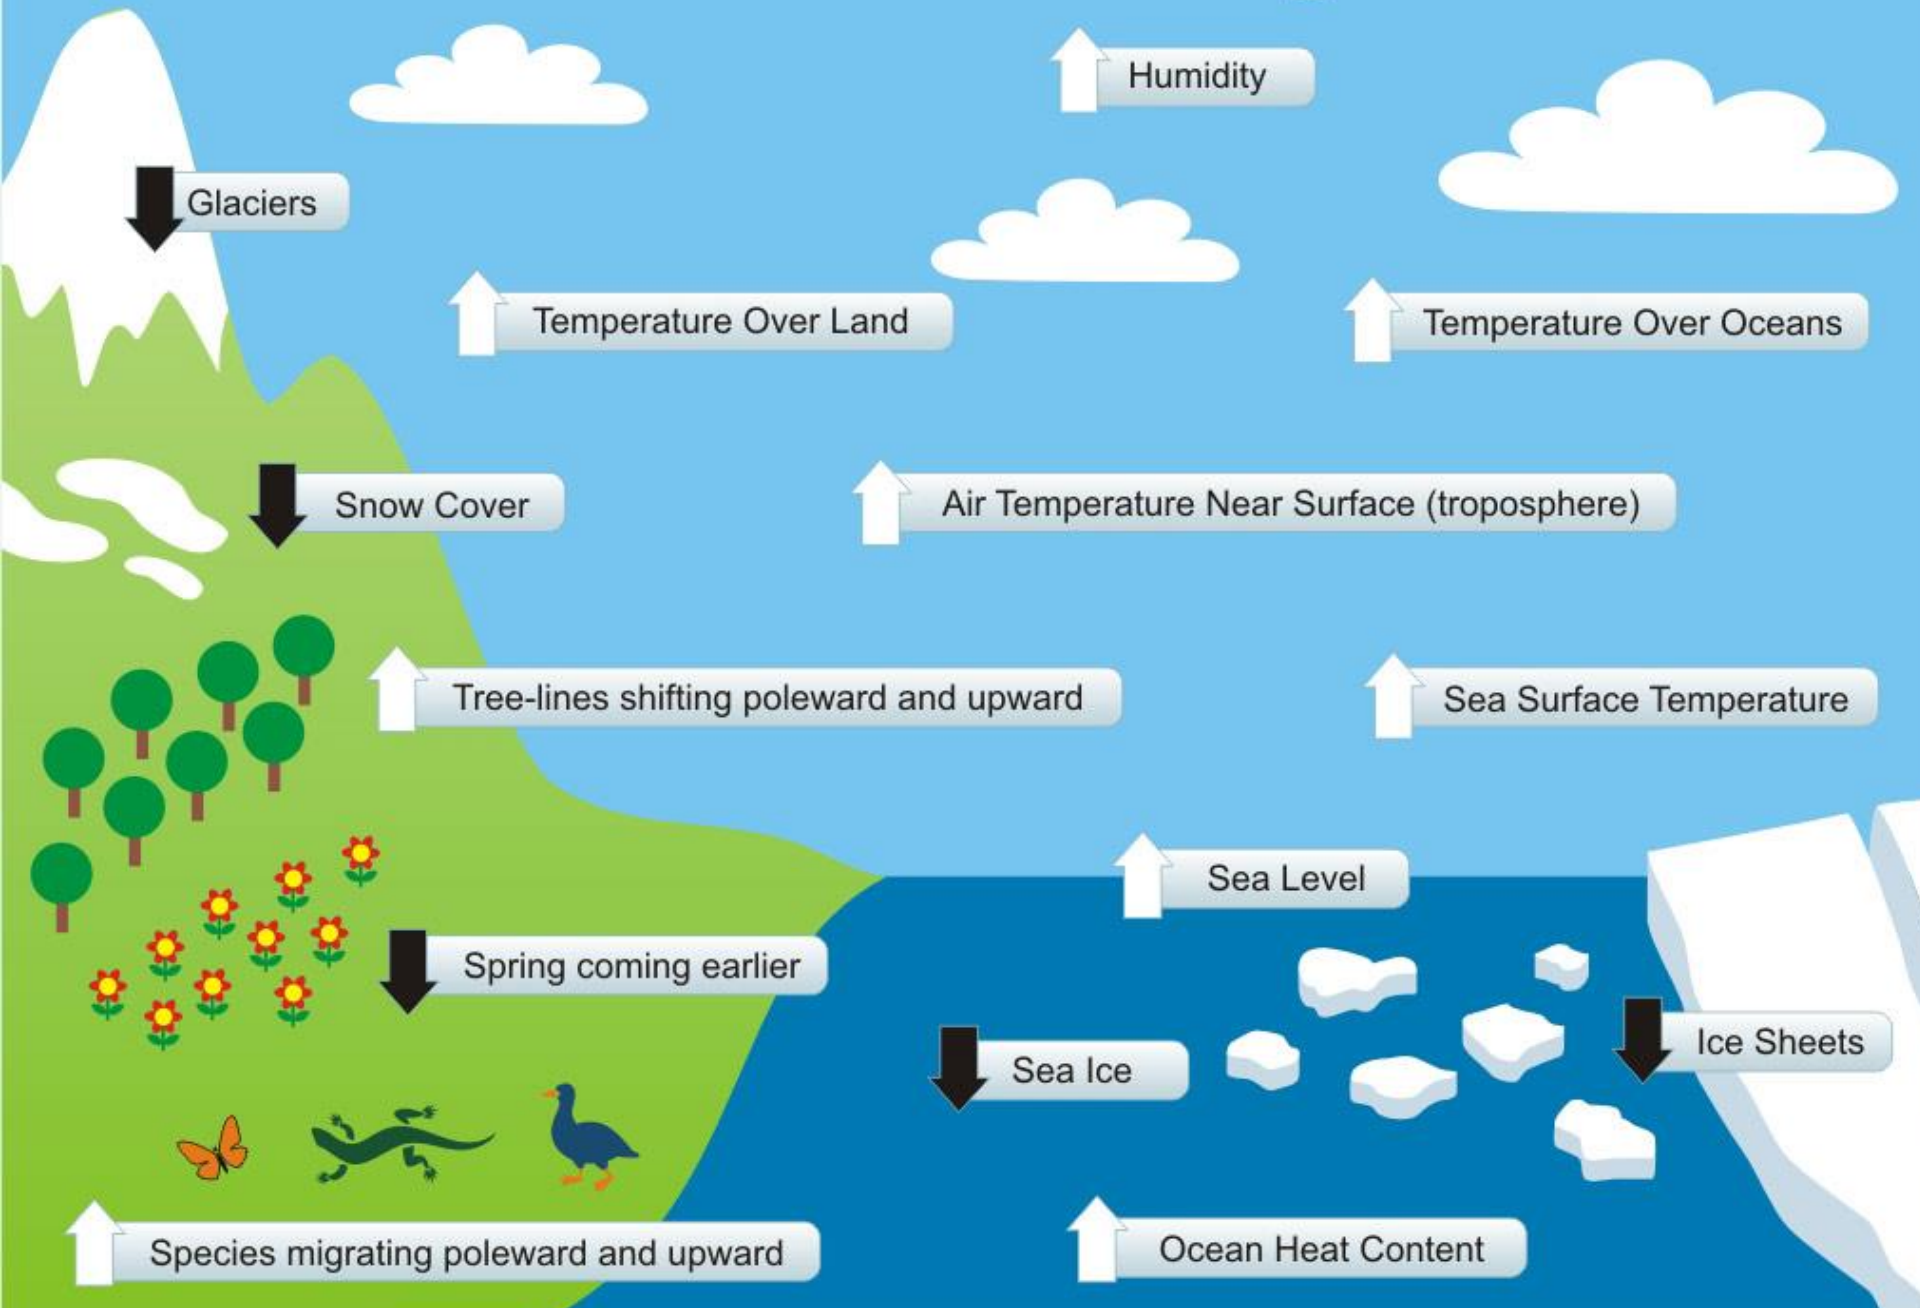 Humidity
Glaciers
Temperature Over Land
Temperature Over Oceans
Snow Cover
Air Temperature Near Surface (troposphere)
Tree-lines shifting poleward and upward
Sea Surface Temperature
Sea Level
Spring coming earlier
Sea Ice
Ice Sheets
Species migrating poleward and upward
Ocean Heat Content